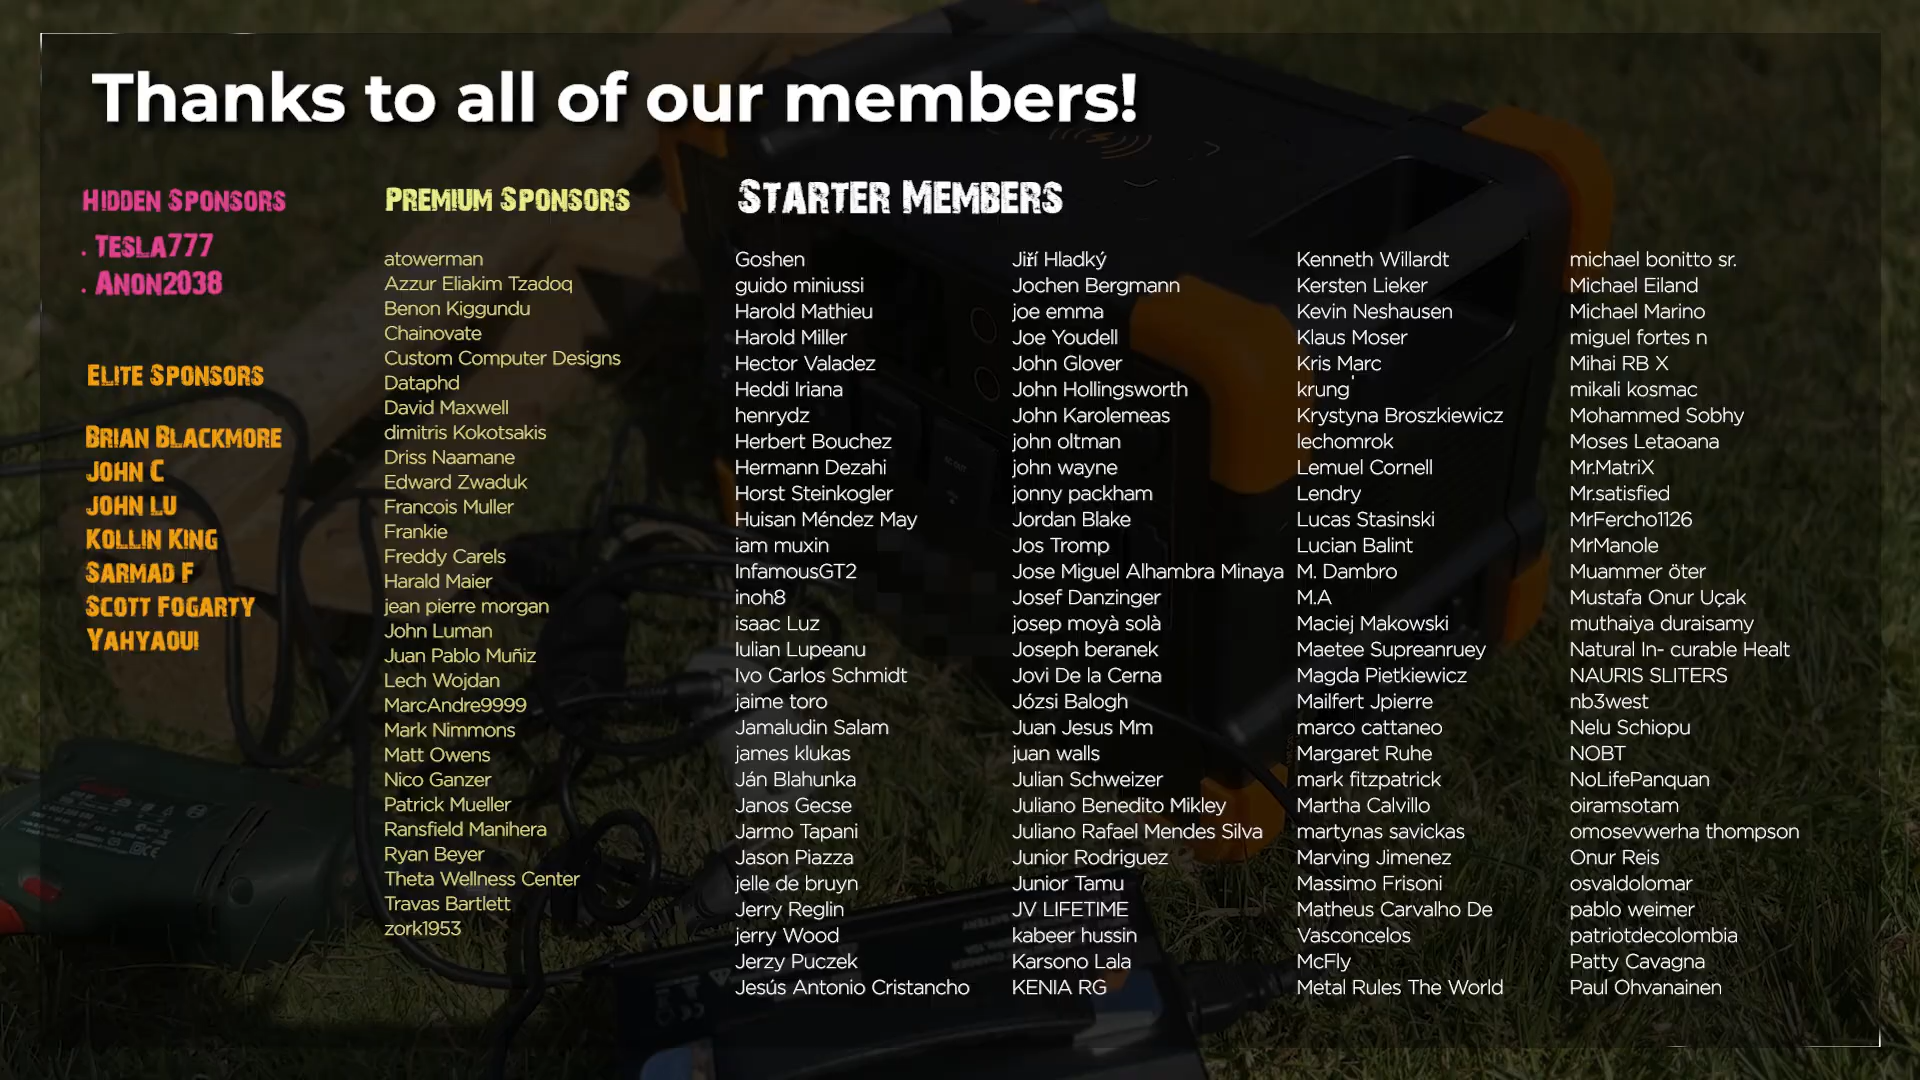 Thanks to all of our members!
HIDDEN SPONSORS
. TESLA777
. ANON2038
ELITE SPONSORS
BRIAN BLACKMORE
JOHN C
JOHN LU
KOLLIN KING
SARMAD F
SCOTT FOGARTY
YAHYAOUI
PREMIUM SPONSORS
atowerman
Azzur Eliakim Tzadoq
Benon Kiggundu
Chainovate
Custom Computer Designs
Dataphd
David Maxwell
dimitris Kokotsakis
Driss Naamane
Edward Zwaduk
Francois Muller
Frankie
Freddy Carels
Harald Maier
jean pierre morgan
John Luman
Juan Pablo Muñiz
Lech Wojdan
MarcAndre9999
Mark Nimmons
Matt Owens
Nico Ganzer
Patrick Mueller
Ransfield Manihera
Ryan Beyer
Theta Wellness Center
Travas Bartlett
zork1953
STARTER MEMBERS
Goshen
guido miniussi
Harold Mathieu
Harold Miller
Hector Valadez
Heddi Iriana
henrydz
Herbert Bouchez
Hermann Dezahi
Horst Steinkogler
Huisan Méndez May
iam muxin
InfamousGT2
inoh8
isaac Luz
Iulian Lupeanu
Ivo Carlos Schmidt
jaime toro
Jamaludin Salam
james klukas
Ján Blahunka
Janos Gecse
Jarmo Tapani
Jason Piazza
jelle de bruyn
Jerry Reglin
jerry Wood
Jerzy Puczek
Jesús Antonio Cristancho
Jiří Hladký
Jochen Bergmann
joe emma
Joe Youdell
John Glover
John Hollingsworth
John Karolemeas
john oltman
john wayne
jonny packham
Jordan Blake
Jos Tromp
Jose Miguel Alhambra Minaya
Josef Danzinger
josep moyà solà
Joseph beranek
Jovi De la Cerna
Józsi Balogh
Juan Jesus Mm
juan walls
Julian Schweizer
Juliano Benedito Mikley
Juliano Rafael Mendes Silva
Junior Rodriguez
Junior Tamu
JV LIFETIME
kabeer hussin
Karsono Lala
KENIA RG
Kenneth Willardt
Kersten Lieker
Kevin Neshausen
Klaus Moser
Kris Marc
krung
Krystyna Broszkiewicz
lechomrok
Lemuel Cornell
Lendry
Lucas Stasinski
Lucian Balint
M. Dambro
M.A
Maciej Makowski
Maetee Supreanruey
Magda Pietkiewicz
Mailfert Jpierre
marco cattaneo
Margaret Ruhe
mark fitzpatrick
Martha Calvillo
martynas savickas
Marving Jimenez
Massimo Frisoni
Matheus Carvalho De
Vasconcelos
McFly
Metal Rules The World
michael bonitto sr.
Michael Eiland
Michael Marino
miguel fortes n
Mihai RB X
mikali kosmac
Mohammed Sobhy
Moses Letaoana
Mr.MatriX
Mr.satisfied
MrFercho1126
MrManole
Muammer öter
Mustafa Onur Uçak
muthaiya duraisamy
Natural In- curable Healt
NAURIS SLITERS
nb3west
Nelu Schiopu
NOBT
NoLifePanquan
oiramsotam
omosevwerha thompson
Onur Reis
osvaldolomar
pablo weimer
patriotdecolombia
Patty Cavagna
Paul Ohvanainen